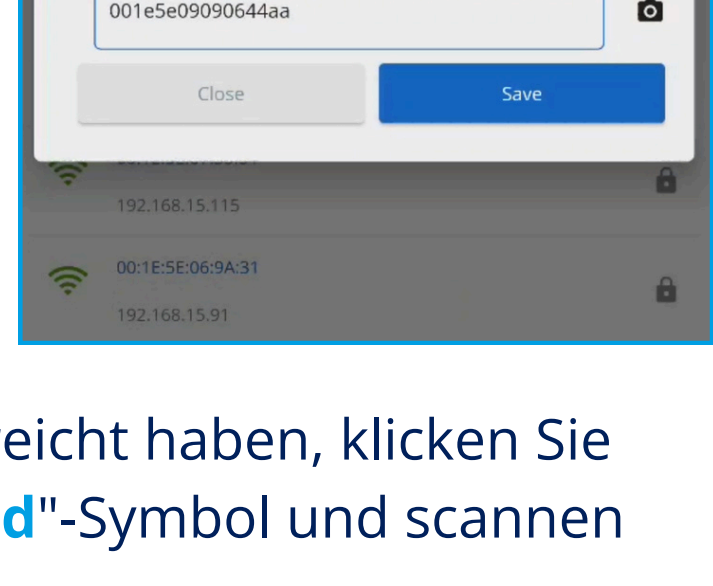 001e5e09090644aa
Close
Save
192.168.15.115
00:1E:5E:06:9A:31
192.168.15.91
eicht haben, klicken Sie
d"-Symbol und scannen